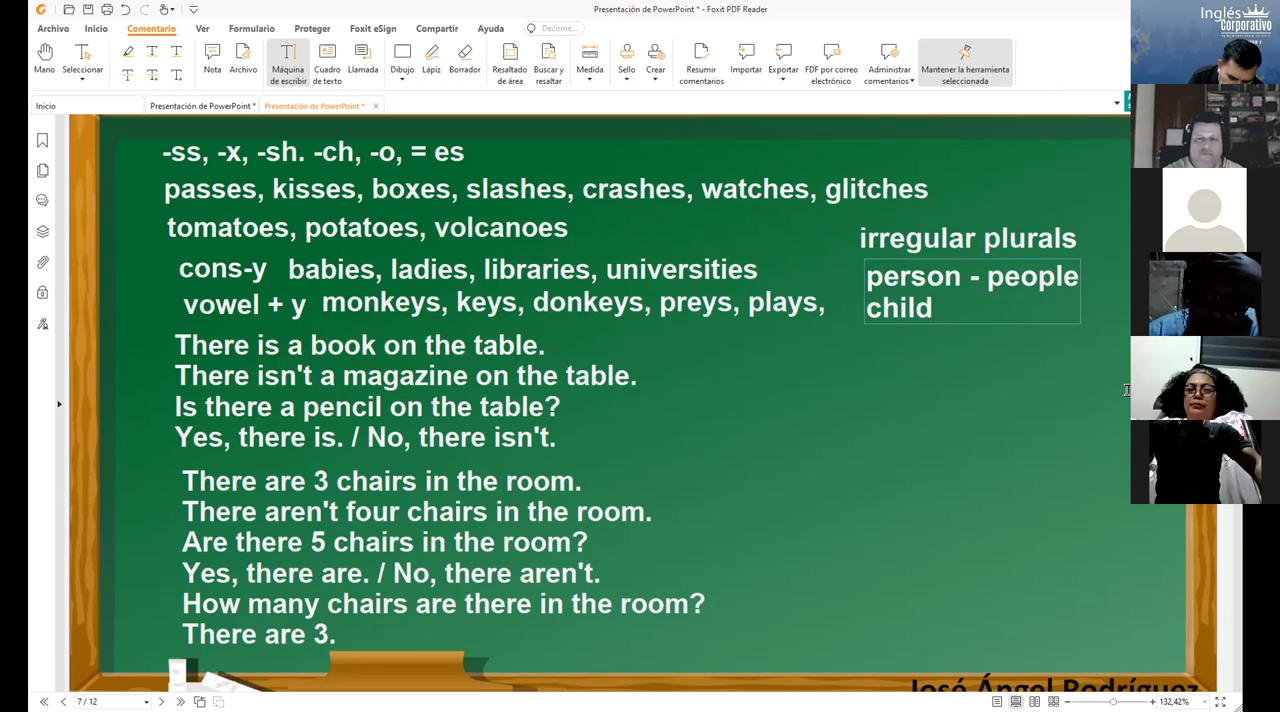 Presentación de PowerPoint * - Foxit PDF Reader
Archivo Inicio Comentario Ver Formulario Proteger Foxit eSign Compartir Ayuda Decirme...
Mano Seleccionar Nota Archivo Máquina de escribir Cuadro de texto Llamada Dibujo Lápiz Borrador Resaltado de área Buscar y resaltar Medida Sello Crear Resumir comentarios Importar Exportar PDF por correo electrónico Administrar comentarios Mantener la herramienta seleccionada
Inicio Presentación de PowerPoint * Presentación de PowerPoint *
Inglés
Corporativo
-ss, -x, -sh. -ch, -o, = es
passes, kisses, boxes, slashes, crashes, watches, glitches
tomatoes, potatoes, volcanoes
irregular plurals
cons-y babies, ladies, libraries, universities
person - people
vowel + y monkeys, keys, donkeys, preys, plays,
child
There is a book on the table.
There isn't a magazine on the table.
Is there a pencil on the table?
Yes, there is. / No, there isn't.
There are 3 chairs in the room.
There aren't four chairs in the room.
Are there 5 chairs in the room?
Yes, there are. / No, there aren't.
How many chairs are there in the room?
There are 3.
José Ángel Rodríguez
7 / 12
132,42%